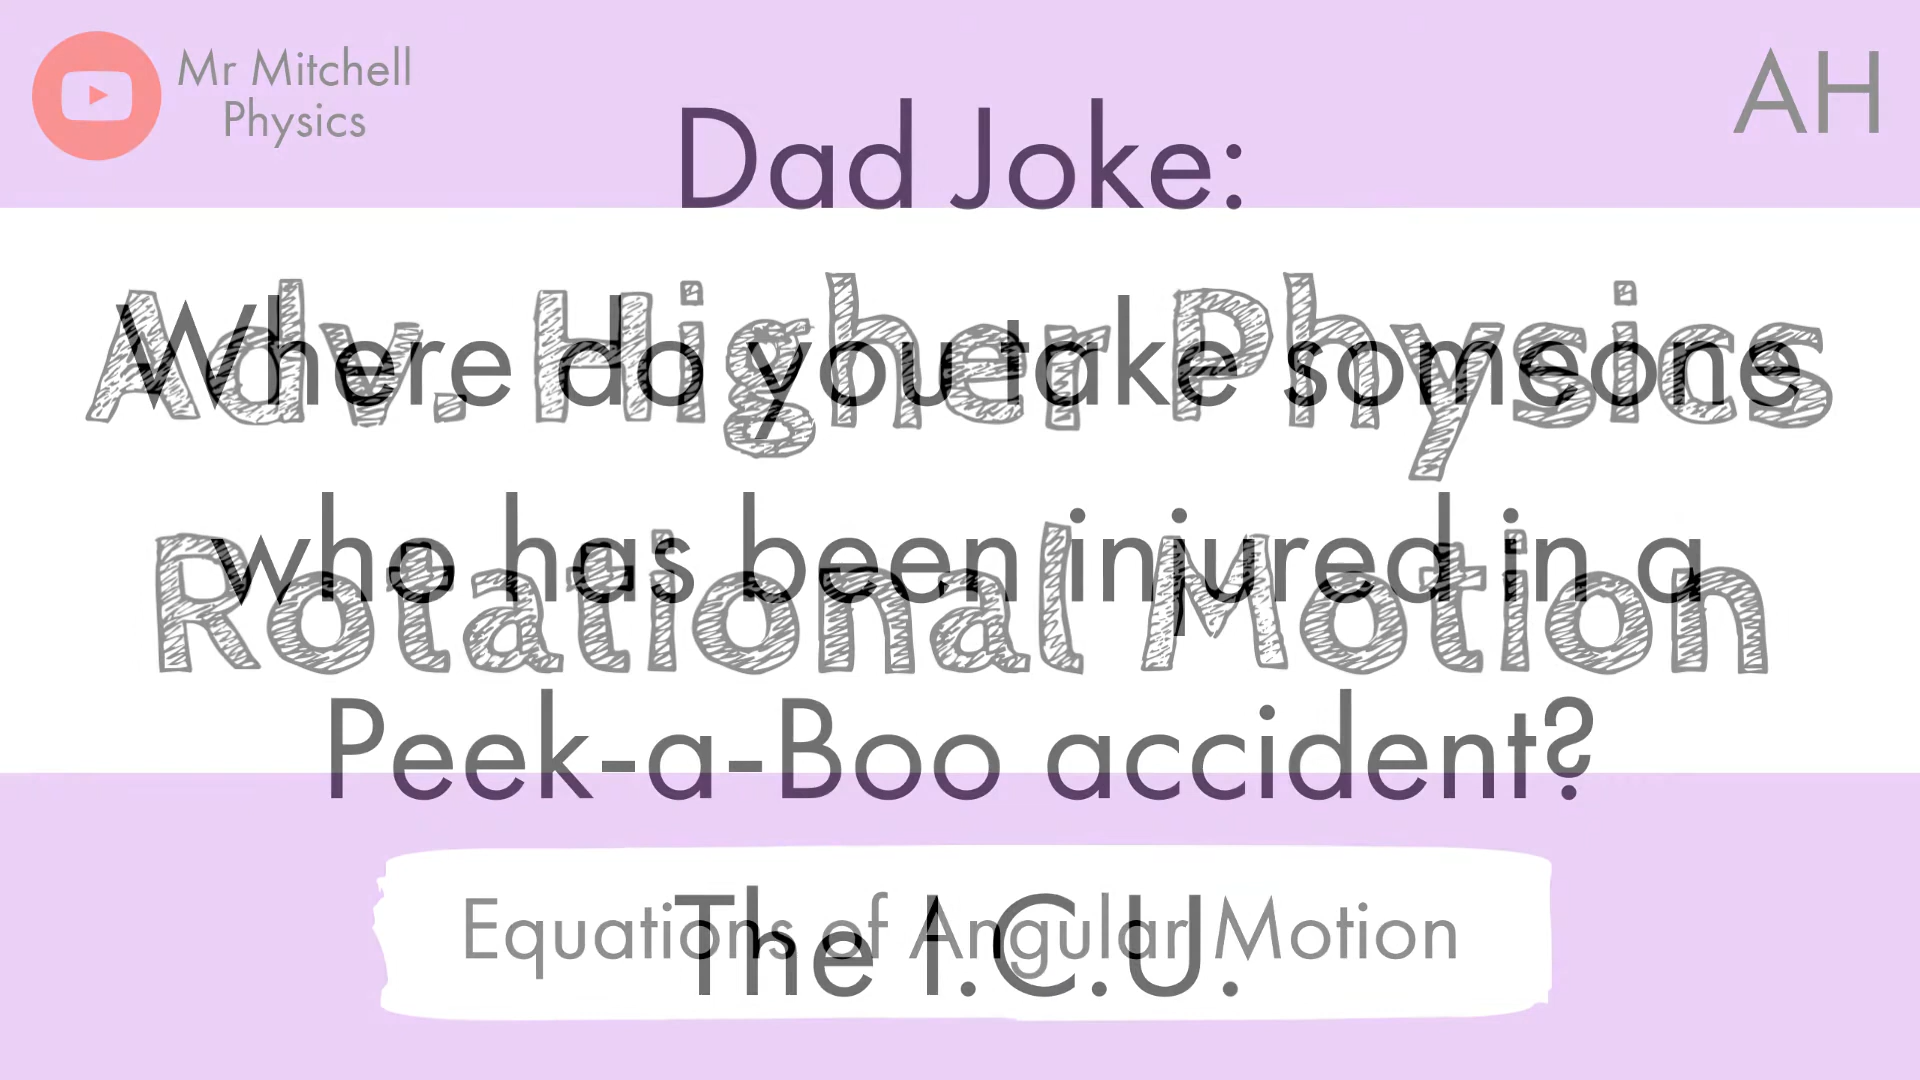 Mr Mitchell
Physics
AH
Dad Joke:
Adv. Higher Physics
Where do you take someone
who has been injured in a
Rotational Motion
Peek-a-Boo accident?
Equations of Angular Motion
The I.C.U.